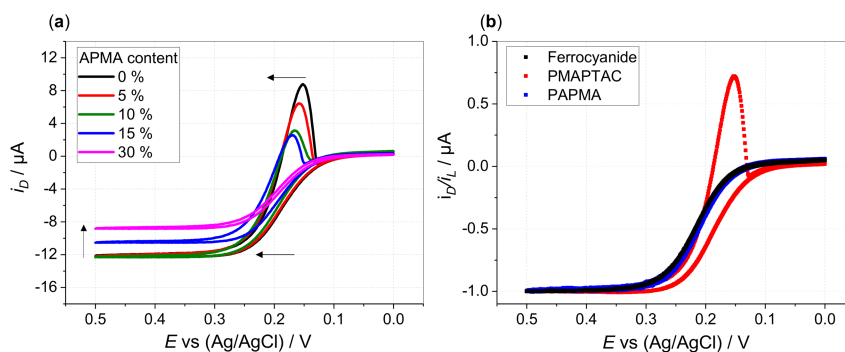 (a)
APMA content
0 %
5 %
10 %
15 %
30 %
12
8
4
0
-4
-8
-12
-16
i_D / μA
0.5 0.4 0.3 0.2 0.1 0.0
E vs (Ag/AgCl) / V
(b)
Ferrocyanide
PMAPTAC
PAPMA
1.0
0.5
0.0
-0.5
-1.0
i_D/i_L / μA
0.5 0.4 0.3 0.2 0.1 0.0
E vs (Ag/AgCl) / V